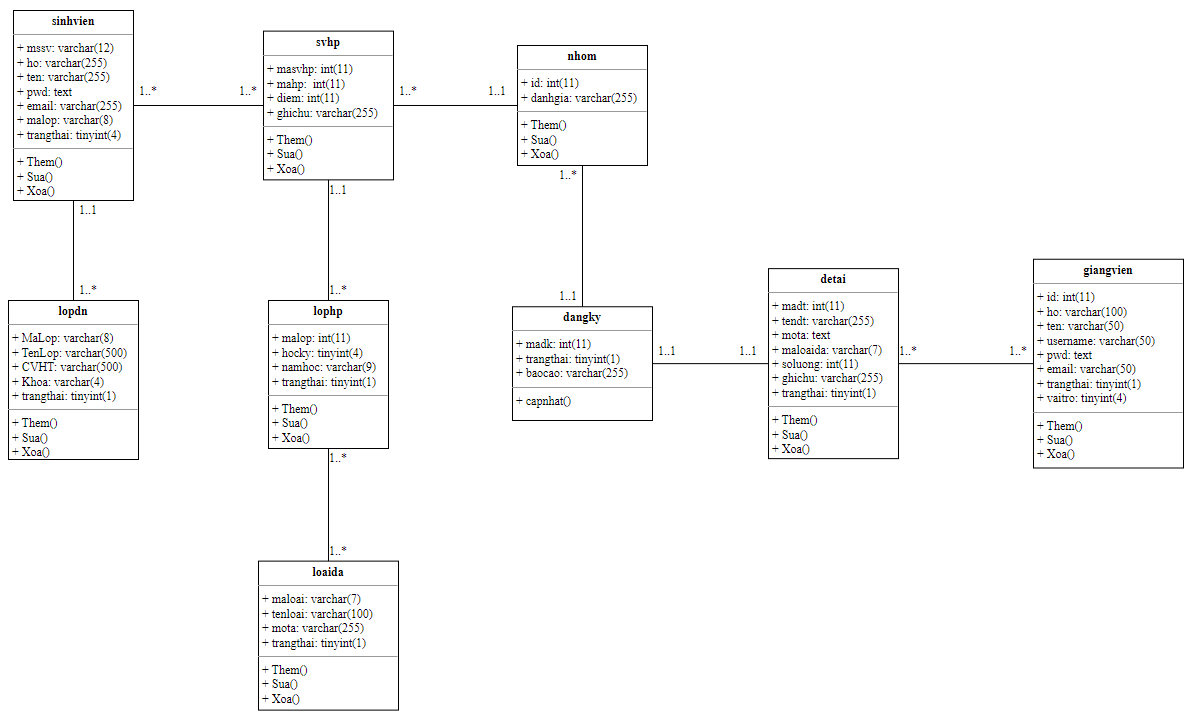 sinhvien
+ mssv: varchar(12)
+ ho: varchar(255)
+ ten: varchar(255)
+ pwd: text
+ email: varchar(255)
+ malop: varchar(8)
+ trangthai: tinyint(4)
+ Them()
+ Sua()
+ Xoa()
1..*
1..*
svhp
+ masvhp: int(11)
+ mahp:  int(11)
+ diem: int(11)
+ ghichu: varchar(255)
+ Them()
+ Sua()
+ Xoa()
1..*
1..1
nhom
+ id: int(11)
+ danhgia: varchar(255)
+ Them()
+ Sua()
+ Xoa()
1..1
1..*
lopdn
+ MaLop: varchar(8)
+ TenLop: varchar(500)
+ CVHT: varchar(500)
+ Khoa: varchar(4)
+ trangthai: tinyint(1)
+ Them()
+ Sua()
+ Xoa()
1..1
1..*
lophp
+ malop: int(11)
+ hocky: tinyint(4)
+ namhoc: varchar(9)
+ trangthai: tinyint(1)
+ Them()
+ Sua()
+ Xoa()
1..*
1..1
dangky
+ madk: int(11)
+ trangthai: tinyint(1)
+ baocao: varchar(255)
+ capnhat()
1..1
1..1
detai
+ madt: int(11)
+ tendt: varchar(255)
+ mota: text
+ maloaida: varchar(7)
+ soluong: int(11)
+ ghichu: varchar(255)
+ trangthai: tinyint(1)
+ Them()
+ Sua()
+ Xoa()
1..*
1..*
giangvien
+ id: int(11)
+ ho: varchar(100)
+ ten: varchar(50)
+ username: varchar(50)
+ pwd: text
+ email: varchar(50)
+ trangthai: tinyint(1)
+ vaitro: tinyint(4)
+ Them()
+ Sua()
+ Xoa()
1..*
1..*
loaida
+ maloai: varchar(7)
+ tenloai: varchar(100)
+ mota: varchar(255)
+ trangthai: tinyint(1)
+ Them()
+ Sua()
+ Xoa()